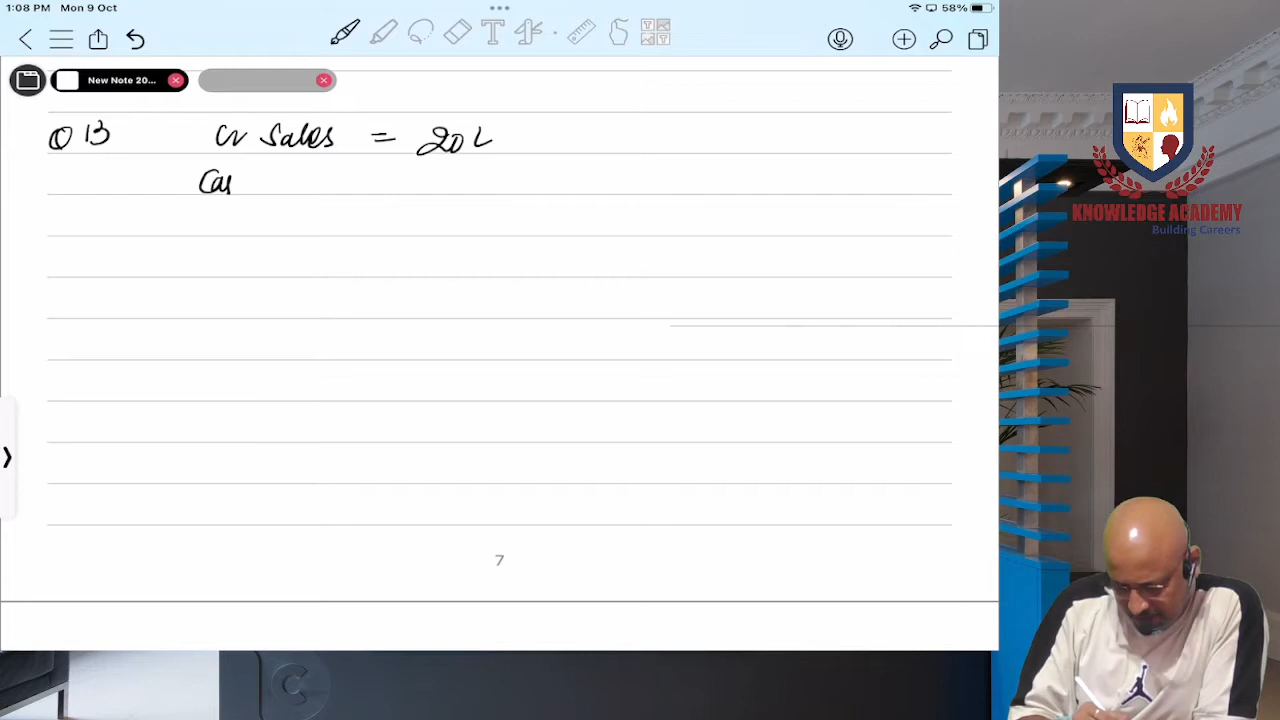 1:08 PM Mon 9 Oct
58%
New Note 20...
Q 13 Cr Sales = 20 L
Cas
7
KNOWLEDGE ACADEMY
Building Careers